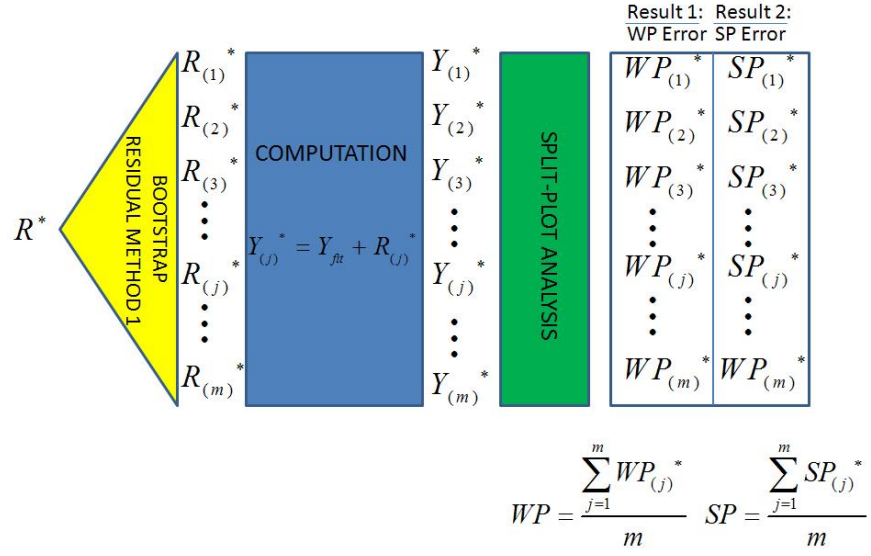 Result 1: Result 2:
WP Error SP Error
R*
BOOTSTRAP
RESIDUAL METHOD 1
R(1)*
R(2)*
R(3)*
R(j)*
R(m)*
COMPUTATION
Y(j)* = Yfit + R(j)*
Y(1)*
Y(2)*
Y(3)*
Y(j)*
Y(m)*
SPLIT-PLOT ANALYSIS
WP(1)* SP(1)*
WP(2)* SP(2)*
WP(3)* SP(3)*
WP(j)* SP(j)*
WP(m)* WP(m)*
WP = ∑_{j=1}^{m} WP(j)* / m SP = ∑_{j=1}^{m} SP(j)* / m